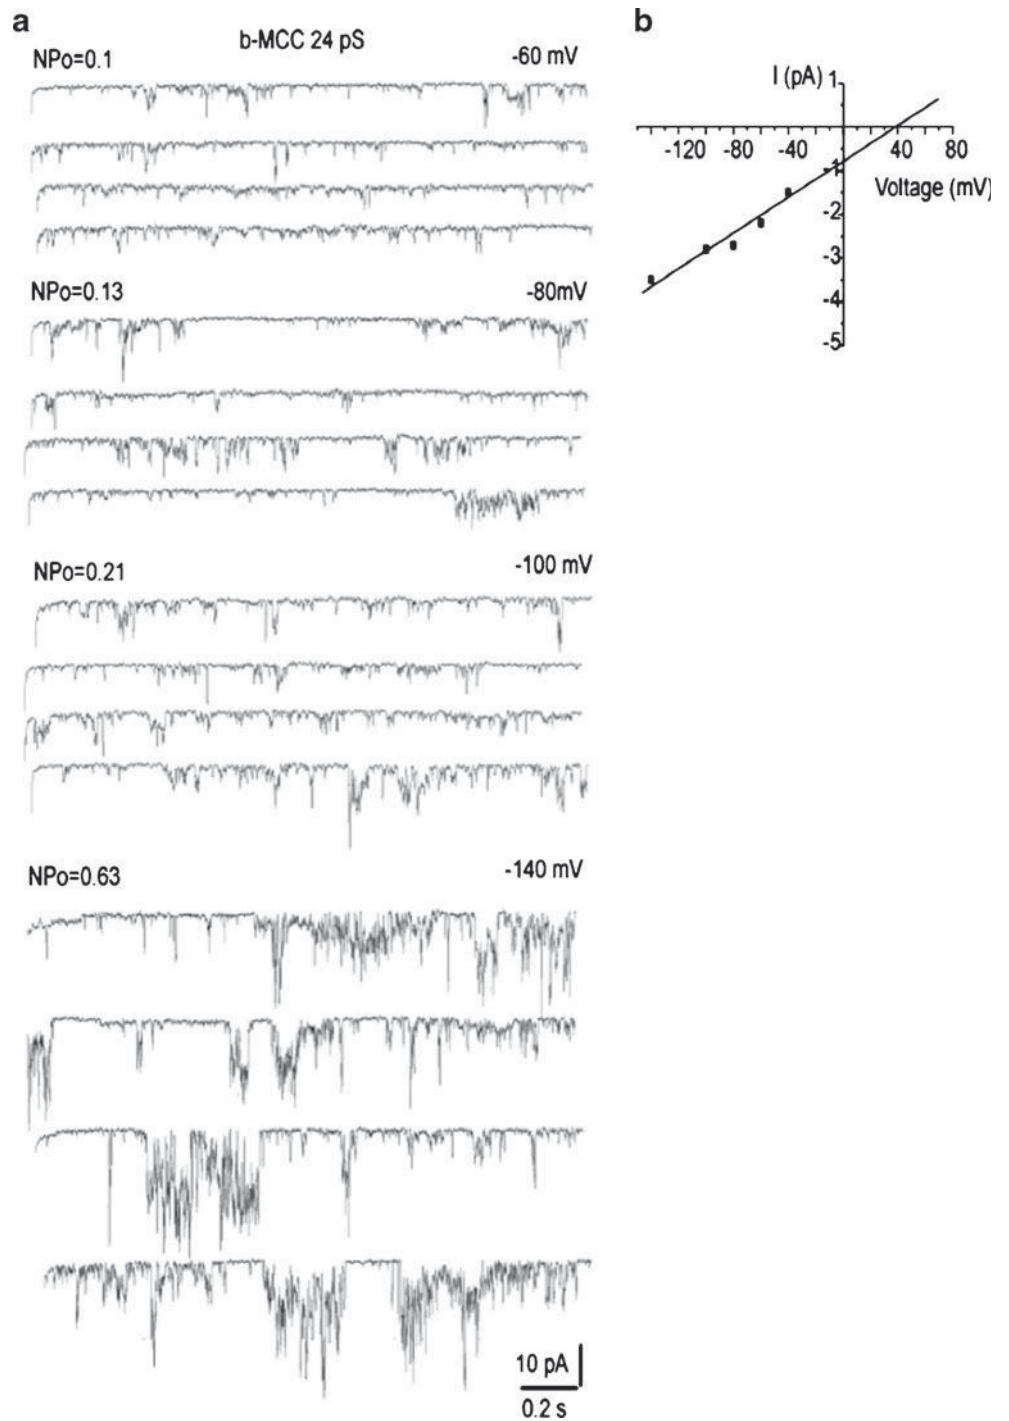 a
b-MCC 24 pS
NPo=0.1
-60 mV
NPo=0.13
-80mV
NPo=0.21
-100 mV
NPo=0.63
-140 mV
10 pA
0.2 s
b
I (pA)
1
-120 -80 -40 40 80
Voltage (mV)
-1
-2
-3
-4
-5